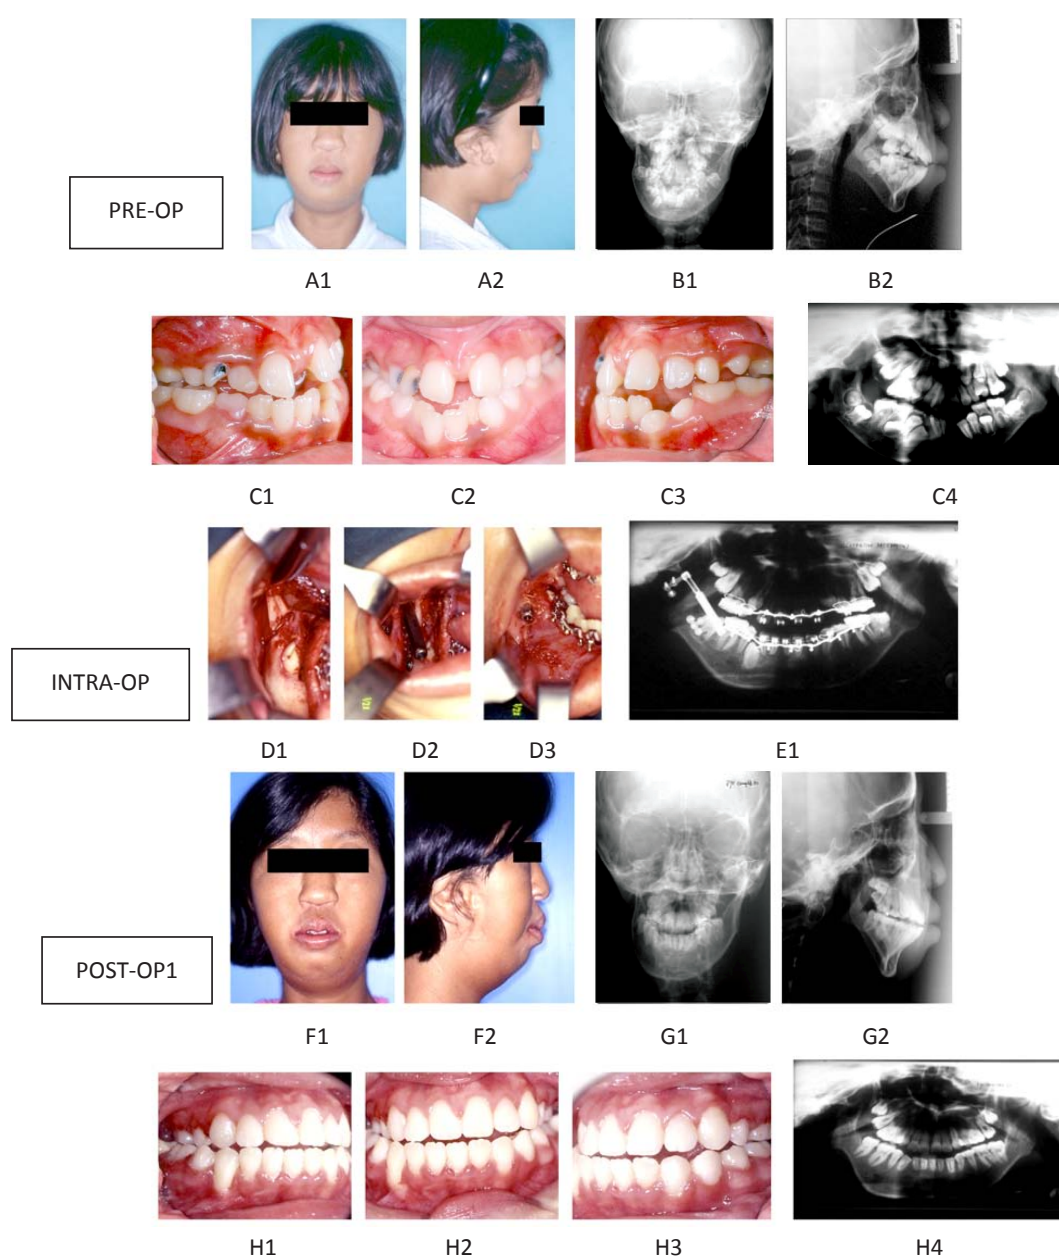 PRE-OP
A1 A2 B1 B2
C1 C2 C3 C4
INTRA-OP
D1 D2 D3 E1
POST-OP1
F1 F2 G1 G2
H1 H2 H3 H4